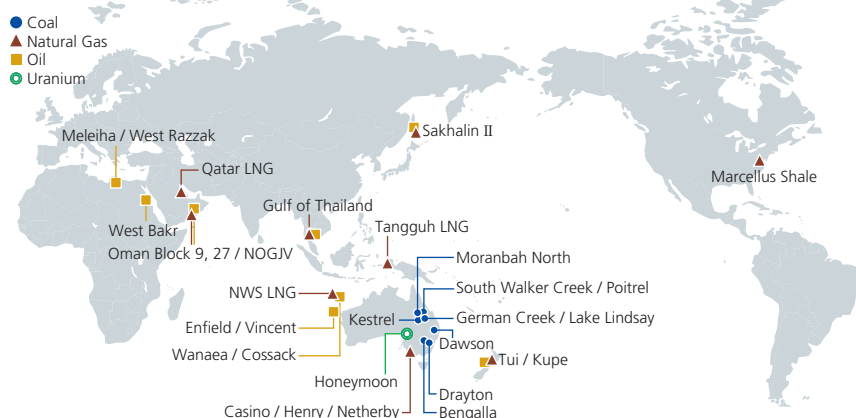 Coal
Natural Gas
Oil
Uranium
Meleiha / West Razzak
Sakhalin II
Qatar LNG
Marcellus Shale
Gulf of Thailand
West Bakr
Tangguh LNG
Oman Block 9, 27 / NOGJV
Moranbah North
South Walker Creek / Poitrel
NWS LNG
Kestrel
German Creek / Lake Lindsay
Enfield / Vincent
Dawson
Wanaea / Cossack
Tui / Kupe
Honeymoon
Drayton
Casino / Henry / Netherby
Bengalla